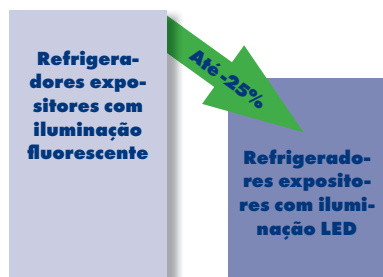 Refrigera-
dores expo-
sitores com
iluminação
fluorescente
Até -25%
Refrigerado-
res exposito-
res com ilumi-
nação LED